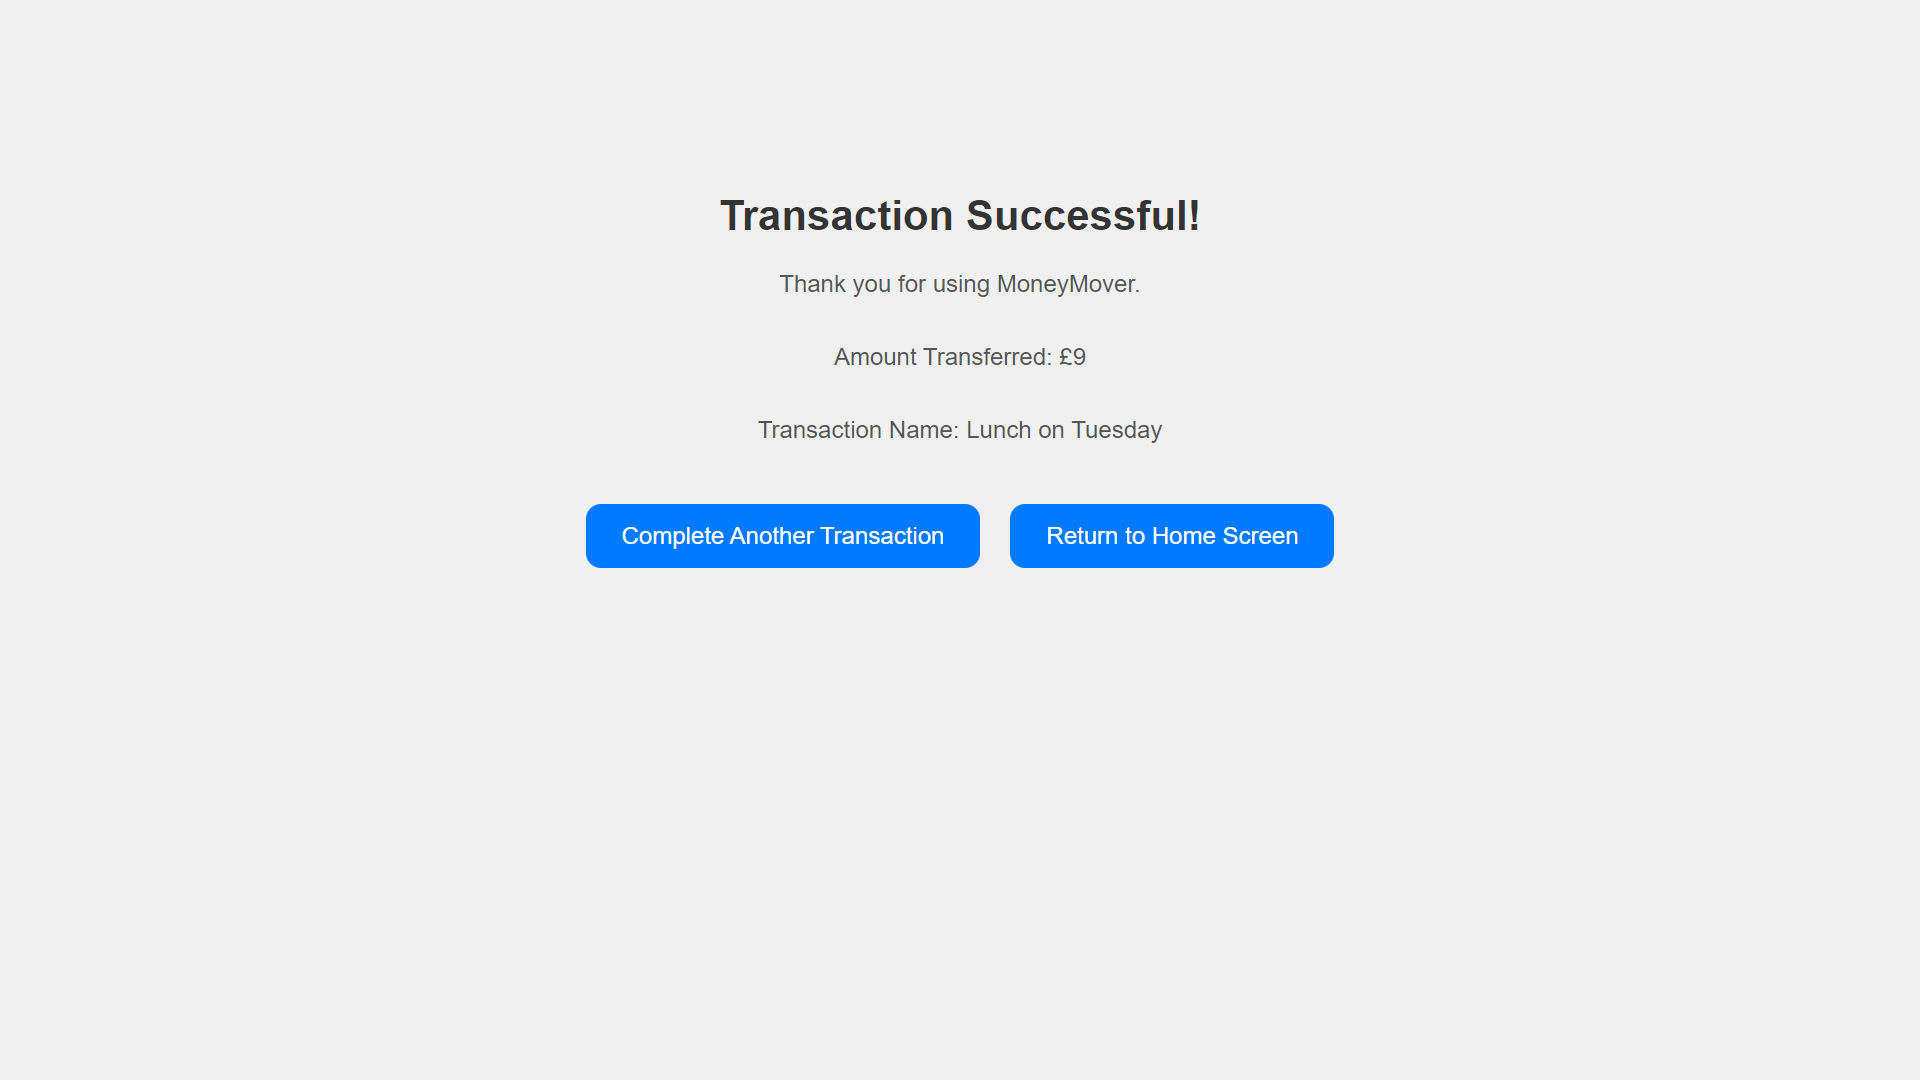 Transaction Successful!
Thank you for using MoneyMover.
Amount Transferred: £9
Transaction Name: Lunch on Tuesday
Complete Another Transaction
Return to Home Screen